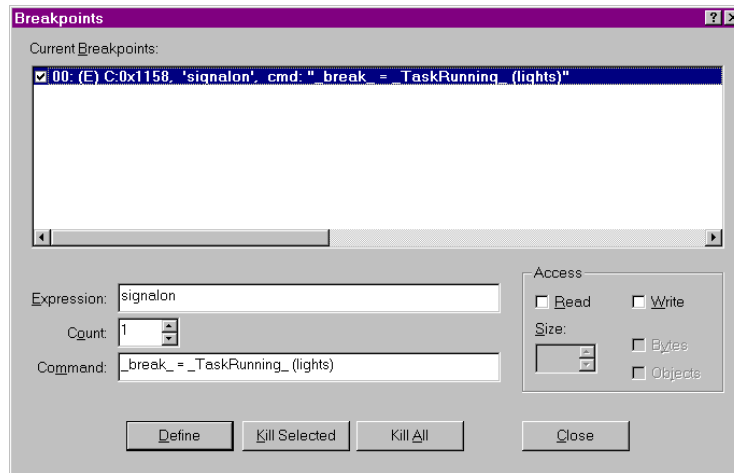 Breakpoints
Current Breakpoints:
00: (E) C:0x1158, 'signalon', cmd: "_break_ = _TaskRunning_ (lights)"
Access
Expression: signalon
Read Write
Count: 1
Size:
Bytes
Command: _break_ = _TaskRunning_ (lights)
Objects
Define Kill Selected Kill All Close